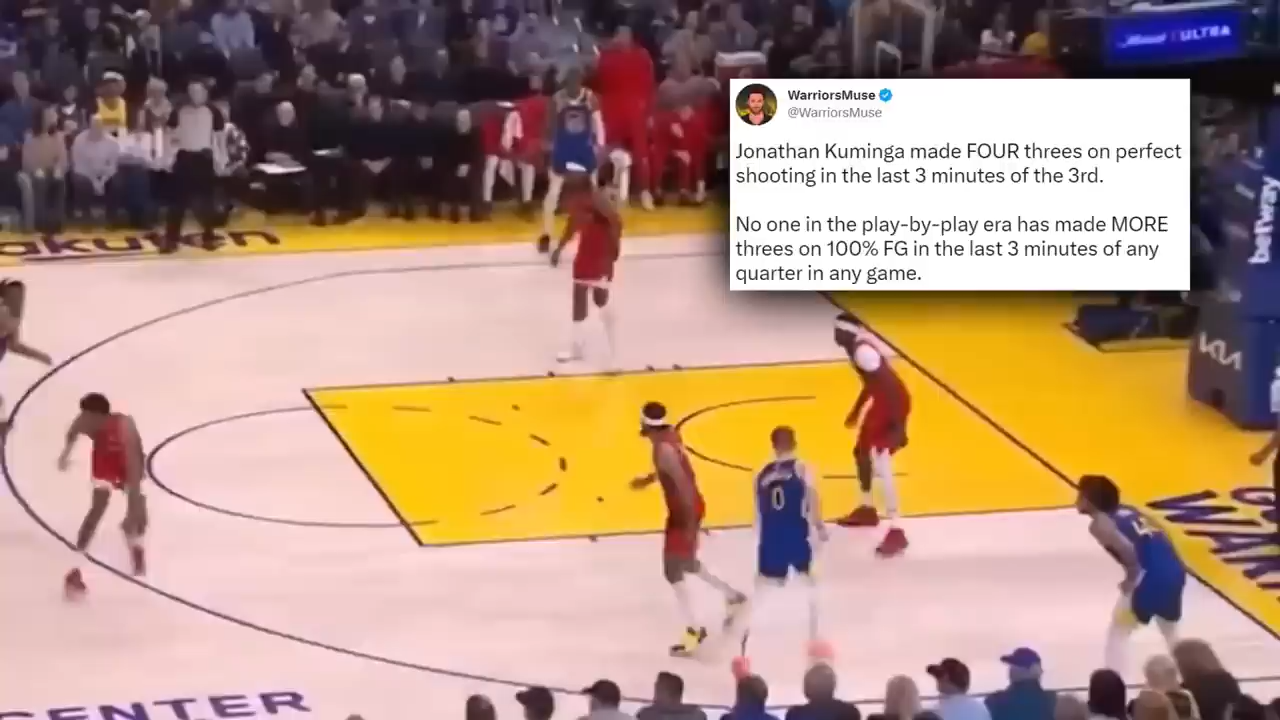 ULTRA
WarriorsMuse
@WarriorsMuse
Jonathan Kuminga made FOUR threes on perfect
shooting in the last 3 minutes of the 3rd.
No one in the play-by-play era has made MORE
threes on 100% FG in the last 3 minutes of any
quarter in any game.
betway
Rakuten
KIA
0
CENTER